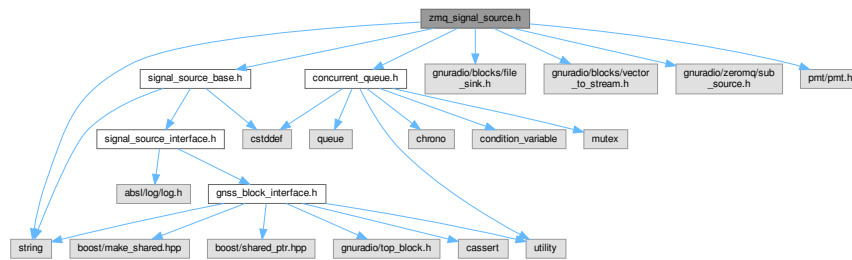 zmq_signal_source.h
signal_source_base.h
concurrent_queue.h
gnuradio/blocks/file
_sink.h
gnuradio/blocks/vector
_to_stream.h
gnuradio/zeromq/sub
_source.h
pmt/pmt.h
signal_source_interface.h
cstddef
queue
chrono
condition_variable
mutex
absl/log/log.h
gnss_block_interface.h
string
boost/make_shared.hpp
boost/shared_ptr.hpp
gnuradio/top_block.h
cassert
utility